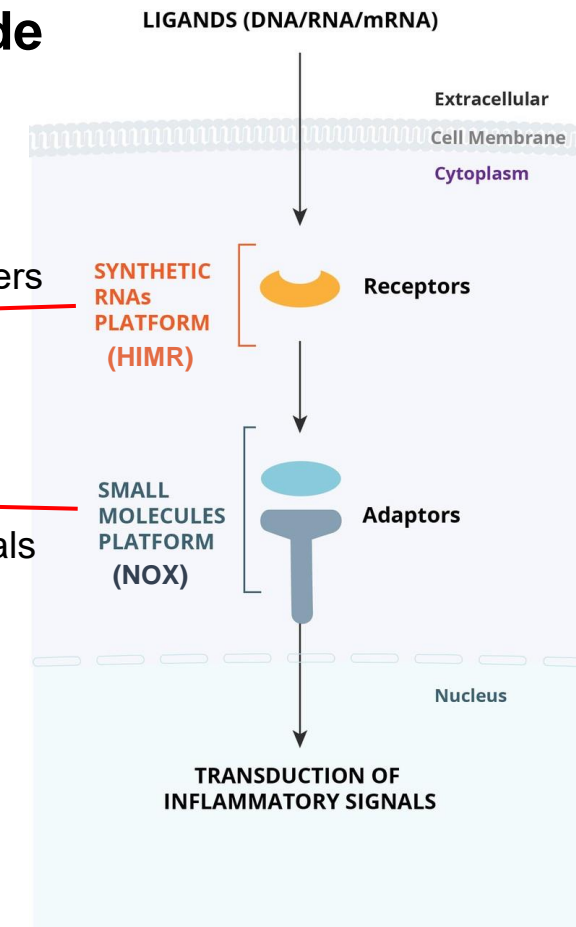 de
LIGANDS (DNA/RNA/mRNA)
Extracellular
Cell Membrane
Cytoplasm
ers
SYNTHETIC
RNAs
PLATFORM
(HIMR)
Receptors
SMALL
MOLECULES
PLATFORM
(NOX)
Adaptors
als
Nucleus
TRANSDUCTION OF
INFLAMMATORY SIGNALS